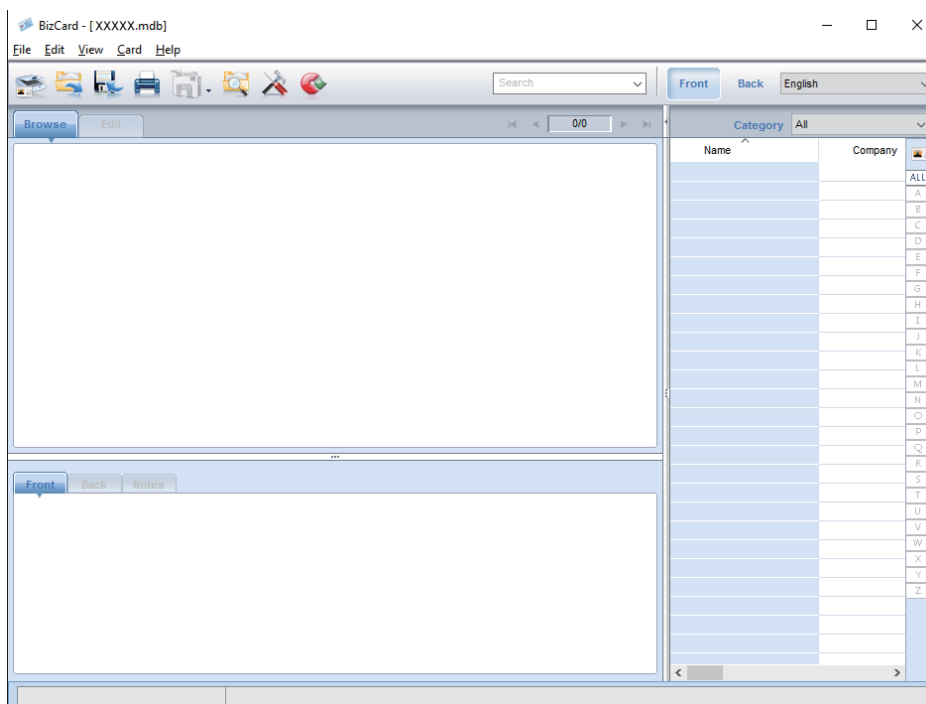 BizCard - [XXXXX.mdb]
File Edit View Card Help
Search
Front Back English
Browse Edit 0/0
Category All
Name Company
ALL
A
B
C
D
E
F
G
H
I
J
K
L
M
N
O
P
Q
R
S
T
U
V
W
X
Y
Z
Front Back Notes